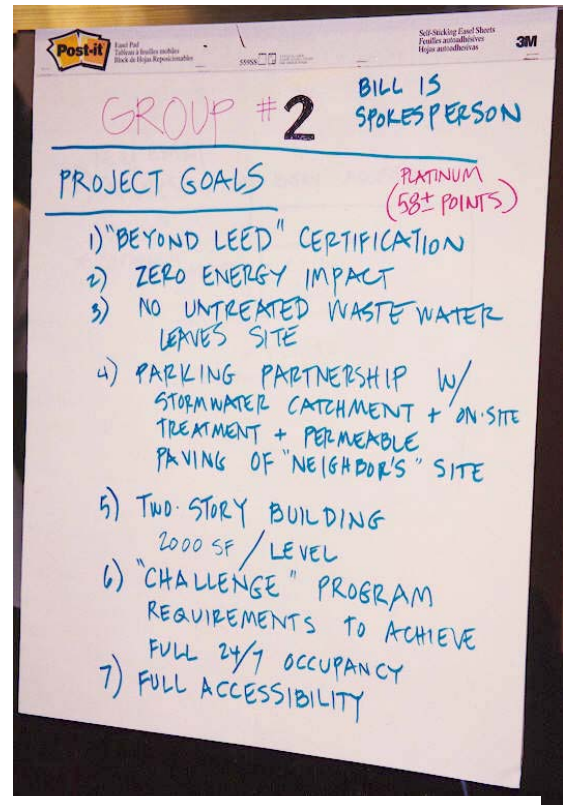 Post-it
Easel Pad
Tableau à feuilles mobiles
Block de Hojas Reposicionables
559SS
Self-Sticking Easel Sheets
Feuilles autoadhésives
Hojas autoadhesivas
3M
GROUP #2
BILL IS
SPOKESPERSON
PROJECT GOALS
PLATINUM
(58± POINTS)
1) "BEYOND LEED" CERTIFICATION
2) ZERO ENERGY IMPACT
3) NO UNTREATED WASTEWATER
LEAVES SITE
4) PARKING PARTNERSHIP W/
STORMWATER CATCHMENT + ON-SITE
TREATMENT + PERMEABLE
PAVING OF "NEIGHBOR'S" SITE
5) TWO-STORY BUILDING
2000 SF / LEVEL
6) "CHALLENGE" PROGRAM
REQUIREMENTS TO ACHIEVE
FULL 24/7 OCCUPANCY
7) FULL ACCESSIBILITY